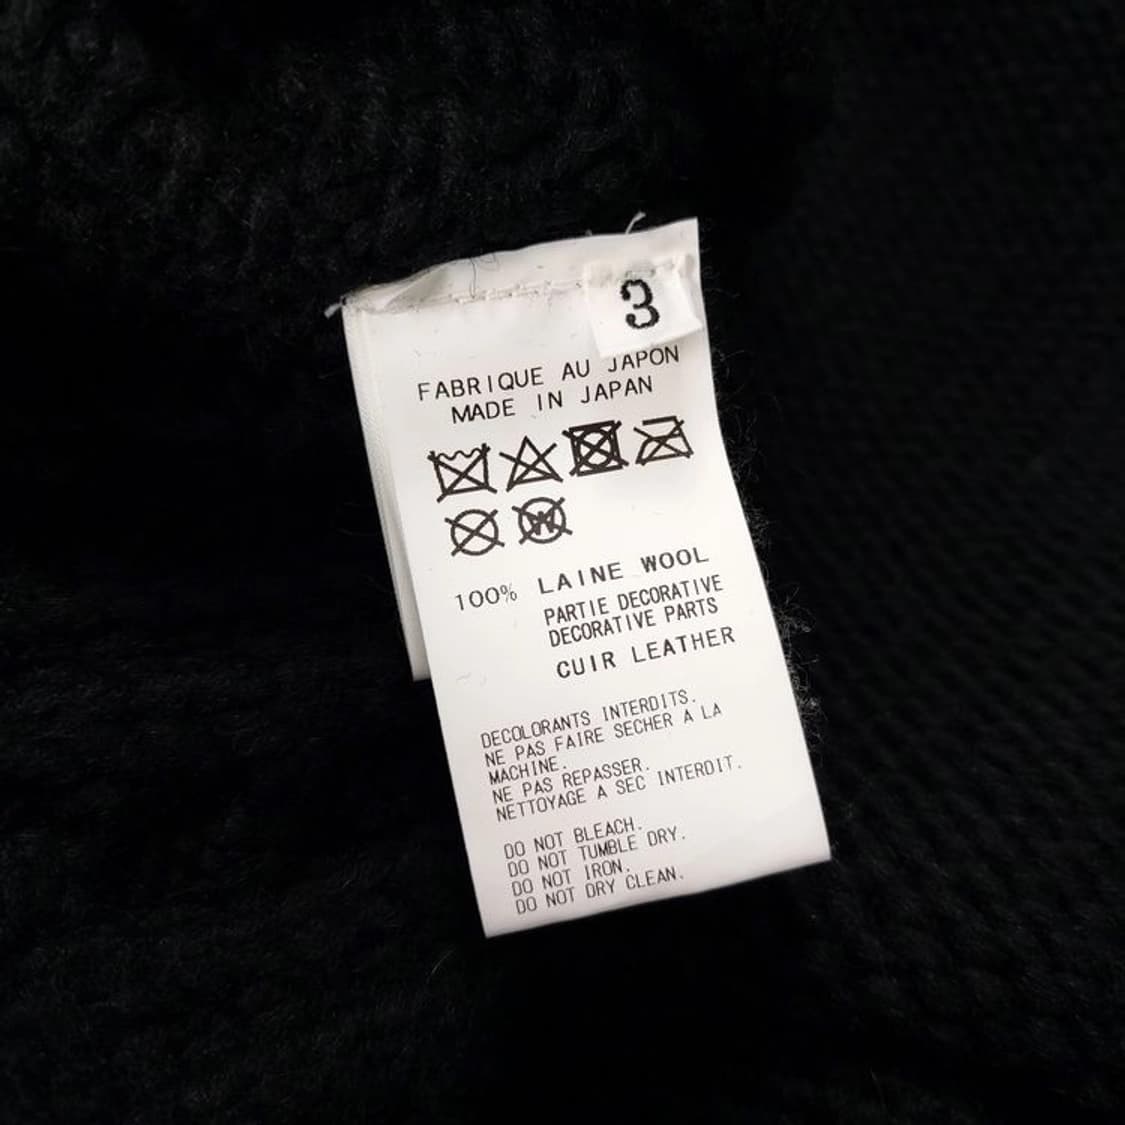 3
FABRIQUE AU JAPON
MADE IN JAPAN
W
100% LAINE WOOL
PARTIE DECORATIVE
DECORATIVE PARTS
CUIR LEATHER
DECOLORANTS INTERDITS.
NE PAS FAIRE SECHER A LA
MACHINE.
NE PAS REPASSER.
NETTOYAGE A SEC INTERDIT.
DO NOT BLEACH.
DO NOT TUMBLE DRY.
DO NOT IRON.
DO NOT DRY CLEAN.